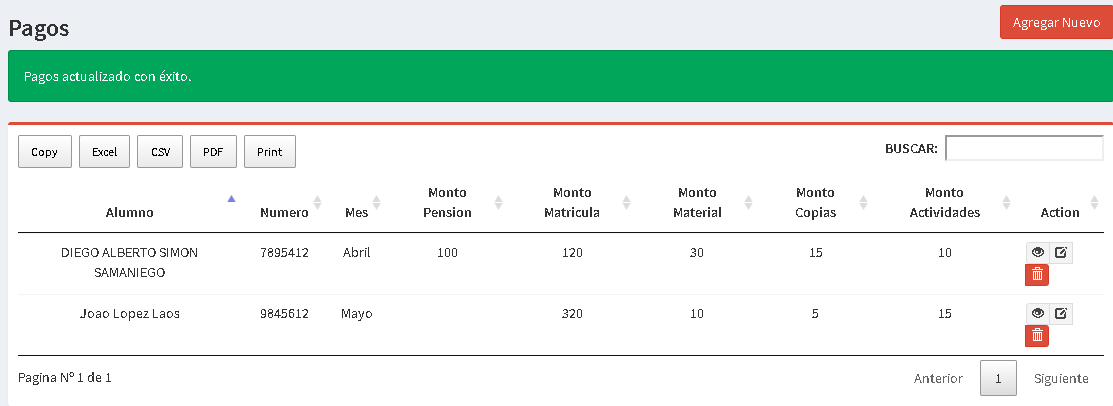 Pagos
Agregar Nuevo
Pagos actualizado con éxito.
Copy Excel CSV PDF Print
BUSCAR:
Alumno Numero Mes Monto Pension Monto Matricula Monto Material Monto Copias Monto Actividades Action
DIEGO ALBERTO SIMON SAMANIEGO 7895412 Abril 100 120 30 15 10
Joao Lopez Laos 9845612 Mayo 320 10 5 15
Pagina Nº 1 de 1
Anterior 1 Siguiente